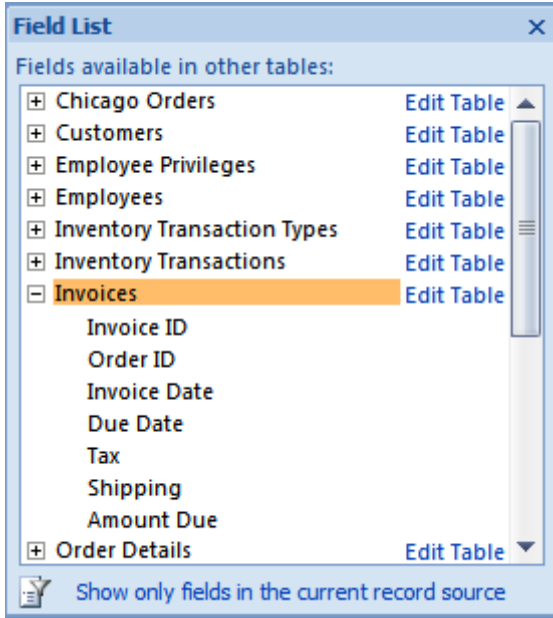 Field List
Fields available in other tables:
Chicago Orders Edit Table
Customers Edit Table
Employee Privileges Edit Table
Employees Edit Table
Inventory Transaction Types Edit Table
Inventory Transactions Edit Table
Invoices Edit Table
Invoice ID
Order ID
Invoice Date
Due Date
Tax
Shipping
Amount Due
Order Details Edit Table
Show only fields in the current record source